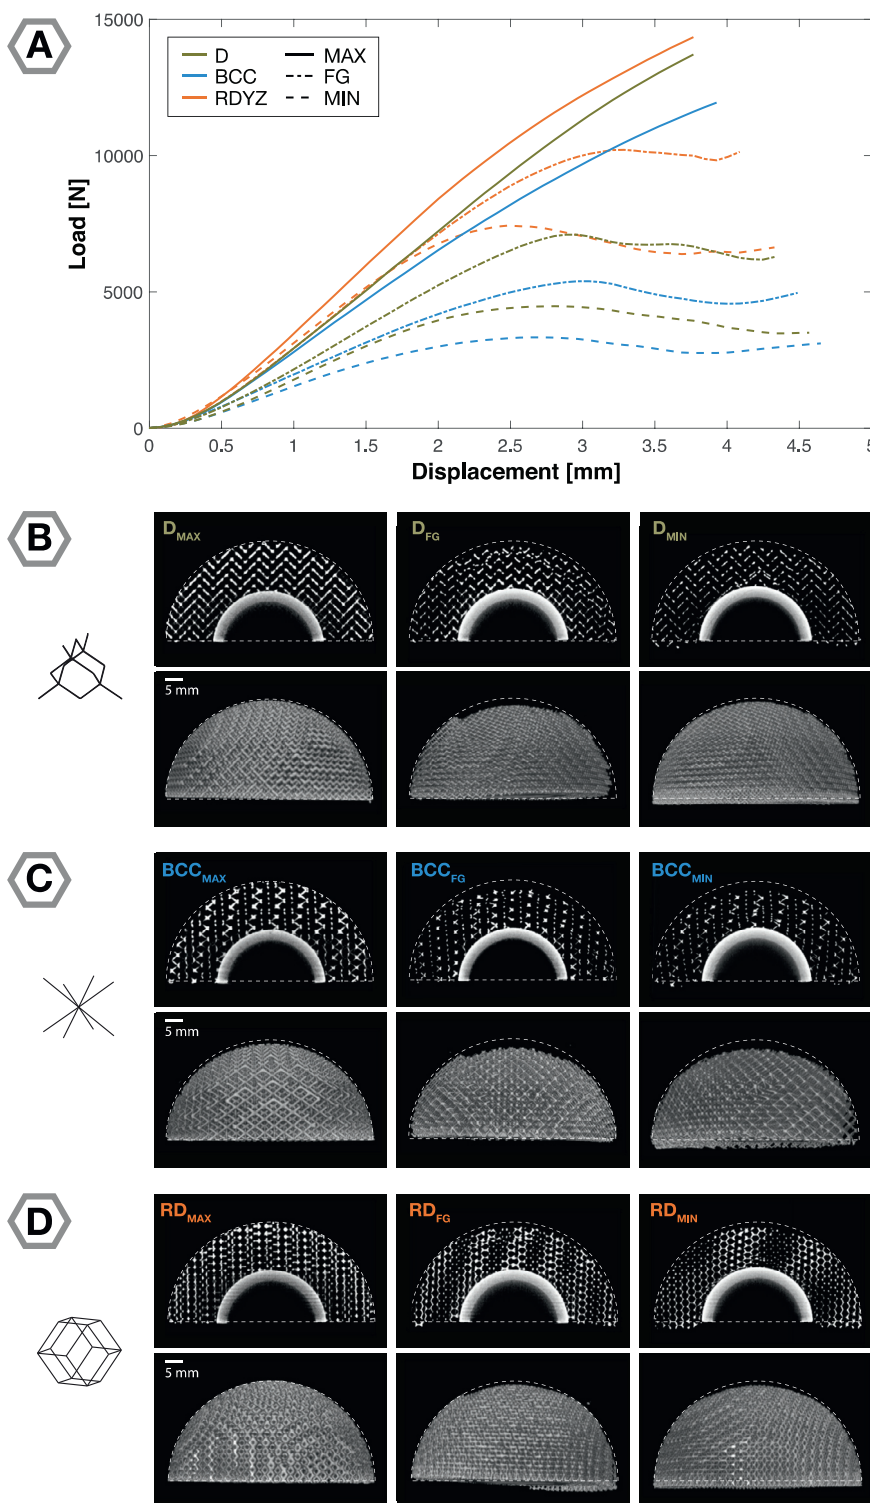 A
15000
10000
5000
0
Load [N]
D
BCC
RDYZ
MAX
FG
MIN
0 0.5 1 1.5 2 2.5 3 3.5 4 4.5 5
Displacement [mm]
B
DMAX
DFG
DMIN
5 mm
C
BCCMAX
BCCFG
BCCMIN
5 mm
D
RDMAX
RDFG
RDMIN
5 mm